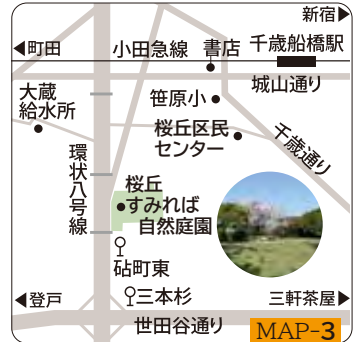 新宿▶
◀町田
小田急線
書店
千歳船橋駅
城山通り
大蔵
給水所
笹原小
桜丘区民
センター
千歳通り
環状八号線
桜丘
すみれば
自然庭園
砧町東
三本杉
◀登戸
三軒茶屋▶
世田谷通り
MAP-3